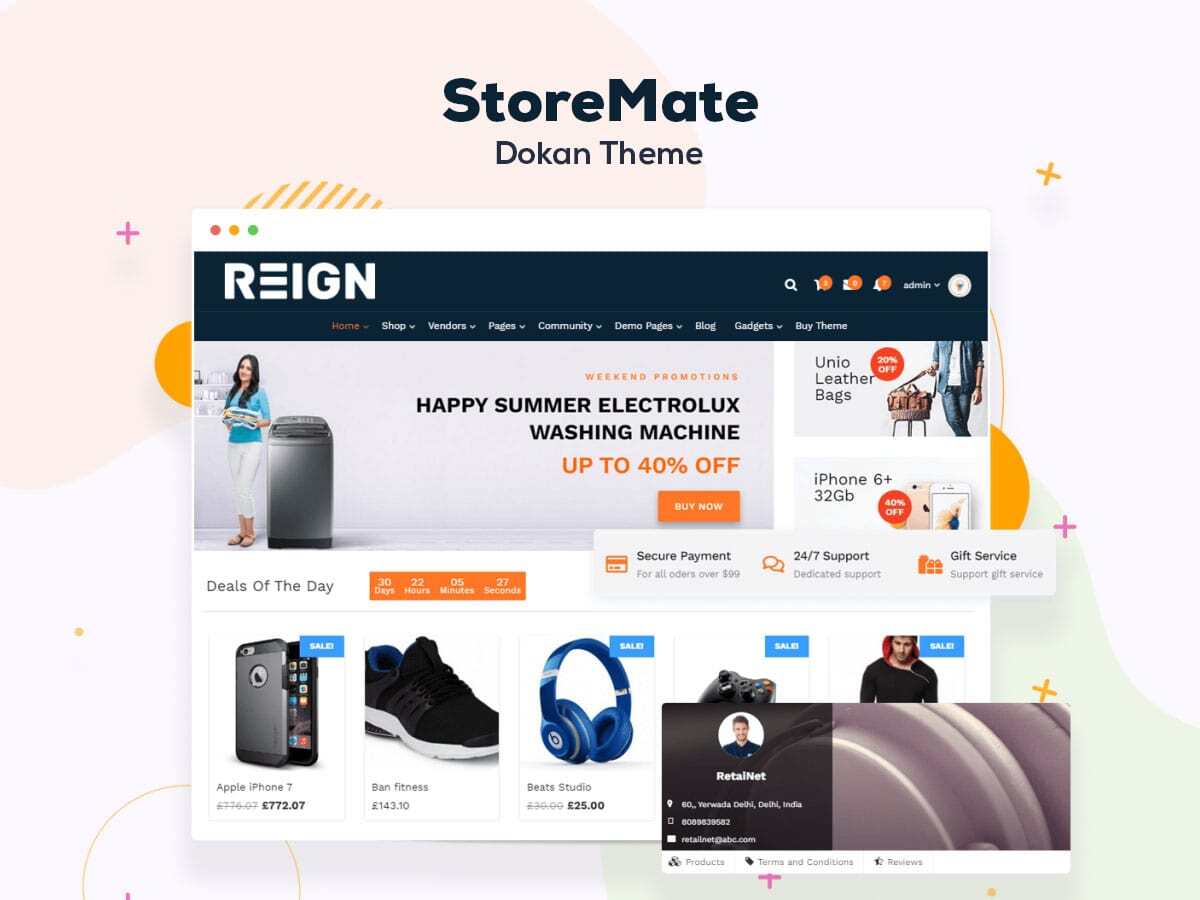 StoreMate
Dokan Theme
REIGN
admin
Home Shop Vendors Pages Community Demo Pages Blog Gadgets Buy Theme
WEEKEND PROMOTIONS
HAPPY SUMMER ELECTROLUX
WASHING MACHINE
UP TO 40% OFF
BUY NOW
Unio
Leather
Bags
20%
OFF
iPhone 6+
32Gb
40%
OFF
Secure Payment
For all oders over $99
24/7 Support
Dedicated support
Gift Service
Support gift service
Deals Of The Day
30 22 05 27
Days Hours Minutes Seconds
SALE!
SALE!
SALE!
SALE!
Apple iPhone 7
£776.07 £772.07
Ban fitness
£143.10
Beats Studio
£30.00 £25.00
RetaiNet
60,, Yerwada Delhi, Delhi, India
8089839582
retailnet@abc.com
Products Terms and Conditions Reviews